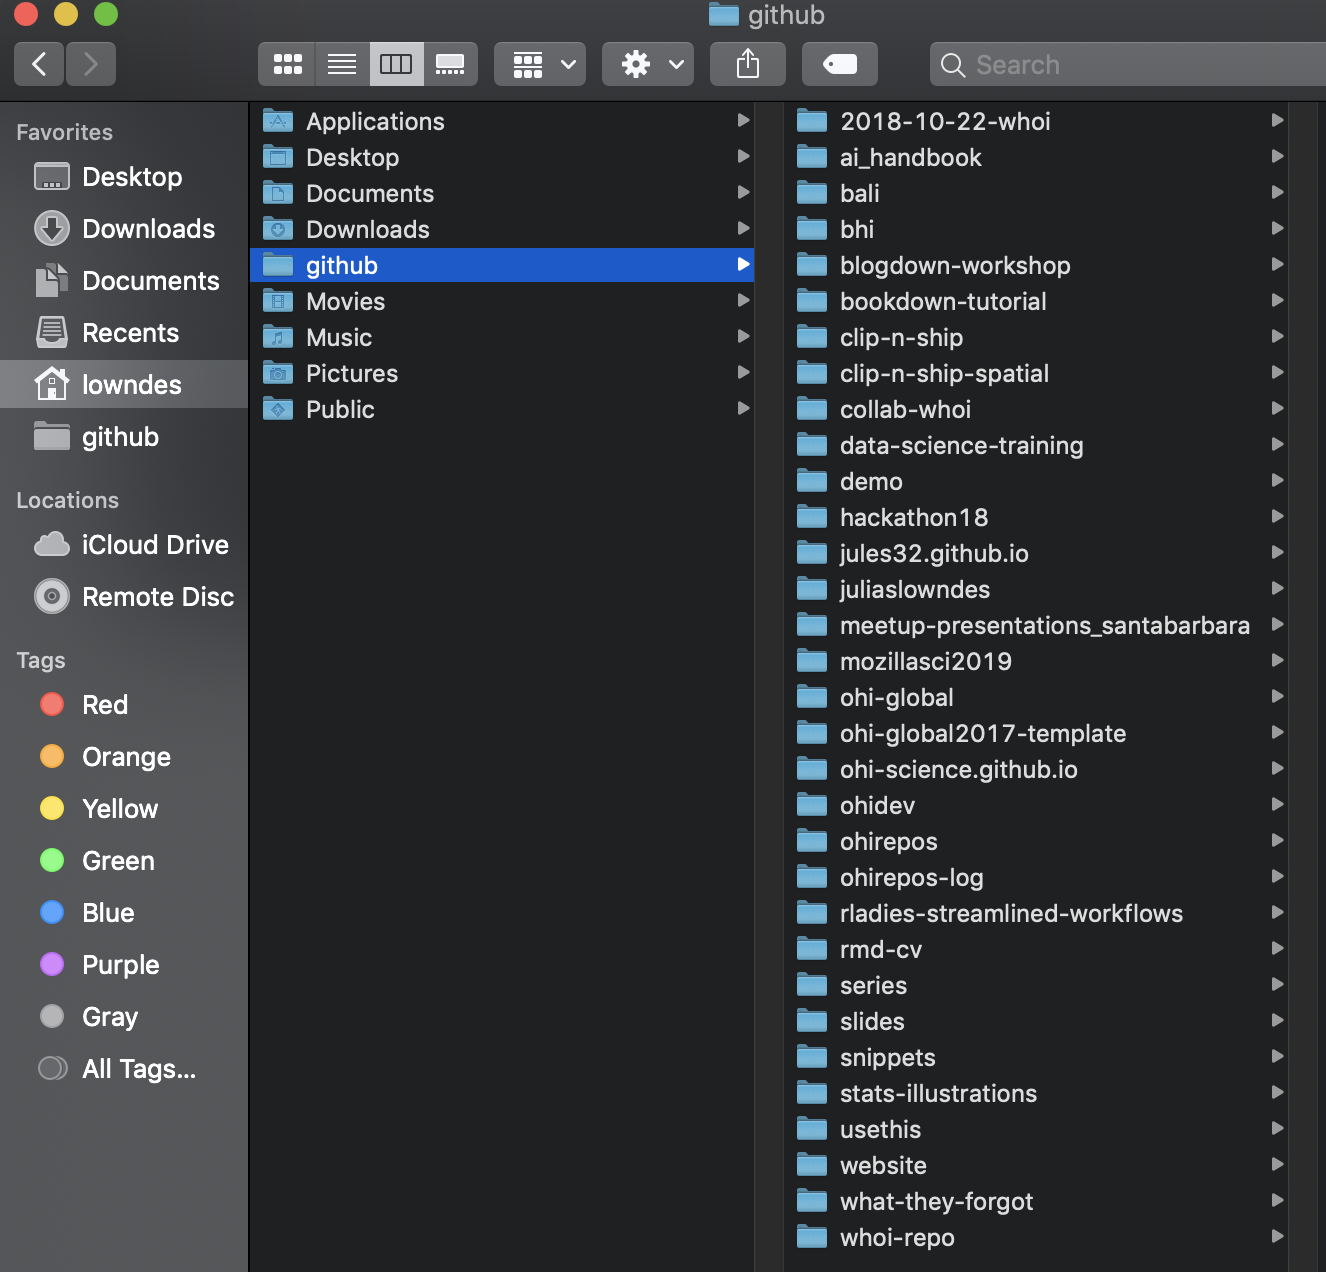 github
Search
Favorites
Desktop
Downloads
Documents
Recents
lowndes
github
Locations
iCloud Drive
Remote Disc
Tags
Red
Orange
Yellow
Green
Blue
Purple
Gray
All Tags...
Applications
Desktop
Documents
Downloads
github
Movies
Music
Pictures
Public
2018-10-22-whoi
ai_handbook
bali
bhi
blogdown-workshop
bookdown-tutorial
clip-n-ship
clip-n-ship-spatial
collab-whoi
data-science-training
demo
hackathon18
jules32.github.io
juliaslowndes
meetup-presentations_santabarbara
mozillasci2019
ohi-global
ohi-global2017-template
ohi-science.github.io
ohidev
ohirepos
ohirepos-log
rladies-streamlined-workflows
rmd-cv
series
slides
snippets
stats-illustrations
usethis
website
what-they-forgot
whoi-repo